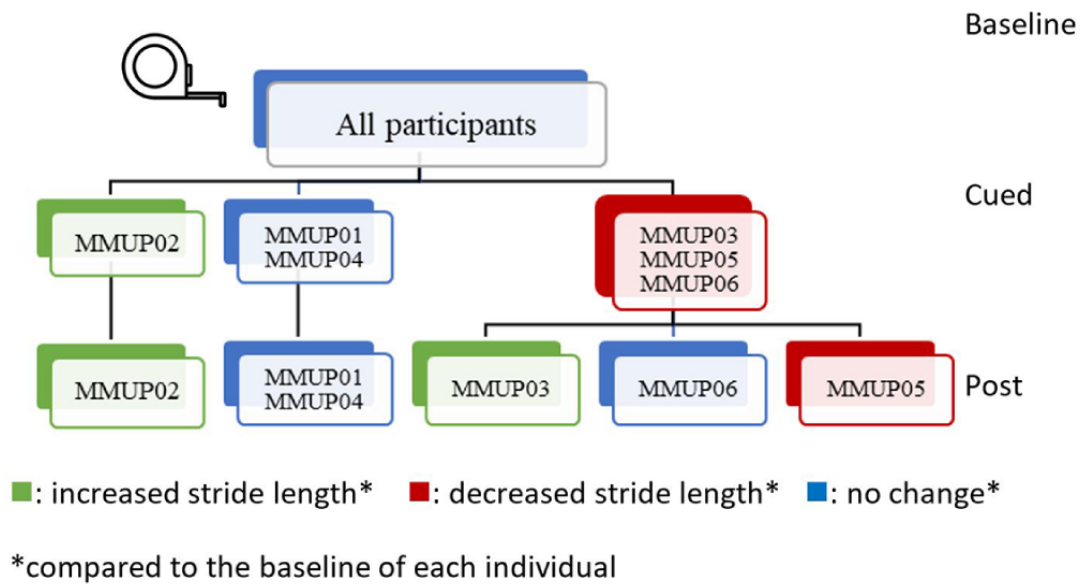 Baseline
All participants
Cued
MMUP02
MMUP01
MMUP04
MMUP03
MMUP05
MMUP06
Post
MMUP02
MMUP01
MMUP04
MMUP03
MMUP06
MMUP05
: increased stride length* : decreased stride length* : no change*
*compared to the baseline of each individual